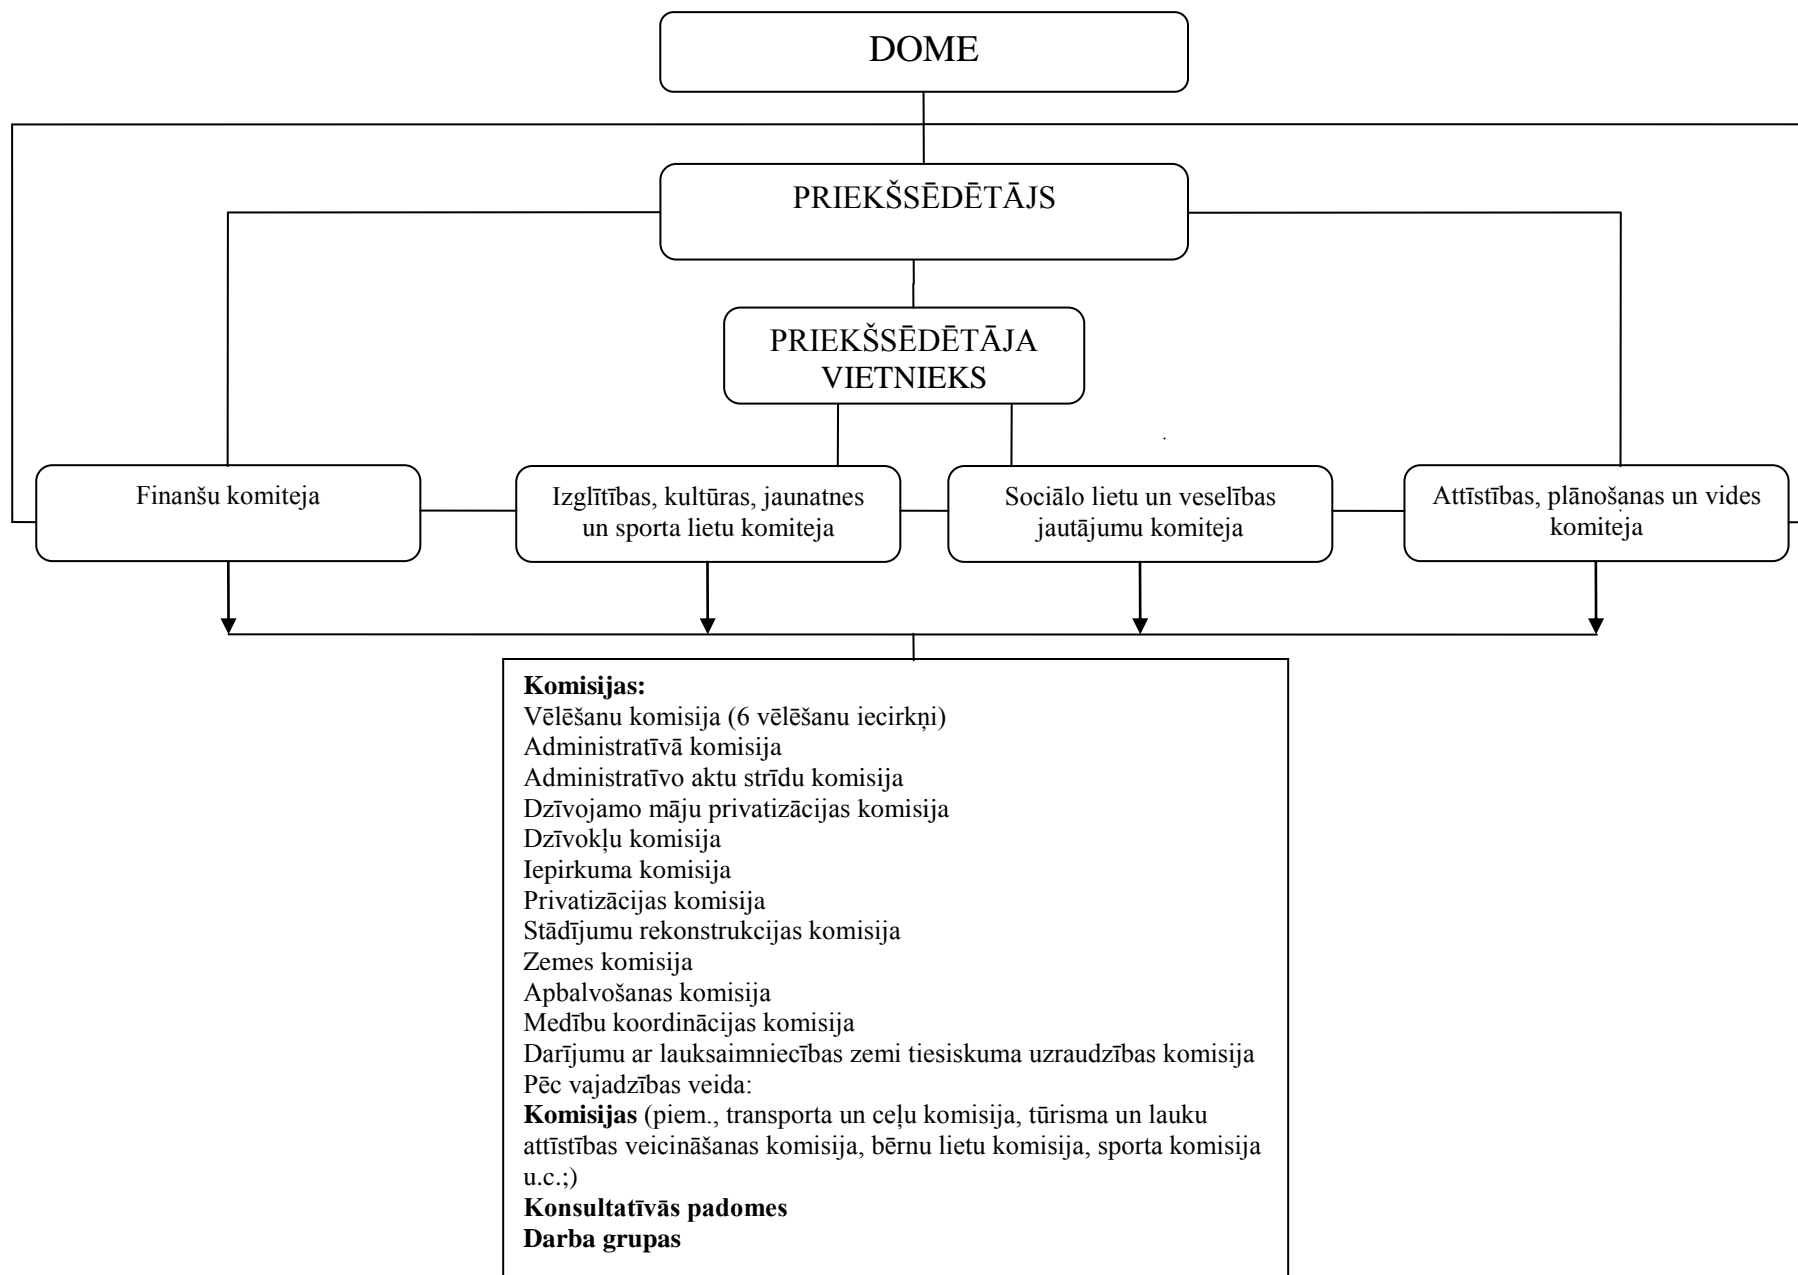 DOME
PRIEKŠSĒDĒTĀJS
PRIEKŠSĒDĒTĀJA
VIETNIEKS
Finanšu komiteja
Izglītības, kultūras, jaunatnes
un sporta lietu komiteja
Sociālo lietu un veselības
jautājumu komiteja
Attīstības, plānošanas un vides
komiteja
Komisijas:
Vēlēšanu komisija (6 vēlēšanu iecirkņi)
Administratīvā komisija
Administratīvo aktu strīdu komisija
Dzīvojamo māju privatizācijas komisija
Dzīvokļu komisija
Iepirkuma komisija
Privatizācijas komisija
Stādījumu rekonstrukcijas komisija
Zemes komisija
Apbalvošanas komisija
Medību koordinācijas komisija
Darījumu ar lauksaimniecības zemi tiesiskuma uzraudzības komisija
Pēc vajadzības veida:
Komisijas (piem., transporta un ceļu komisija, tūrisma un lauku
attīstības veicināšanas komisija, bērnu lietu komisija, sporta komisija
u.c.;)
Konsultatīvās padomes
Darba grupas